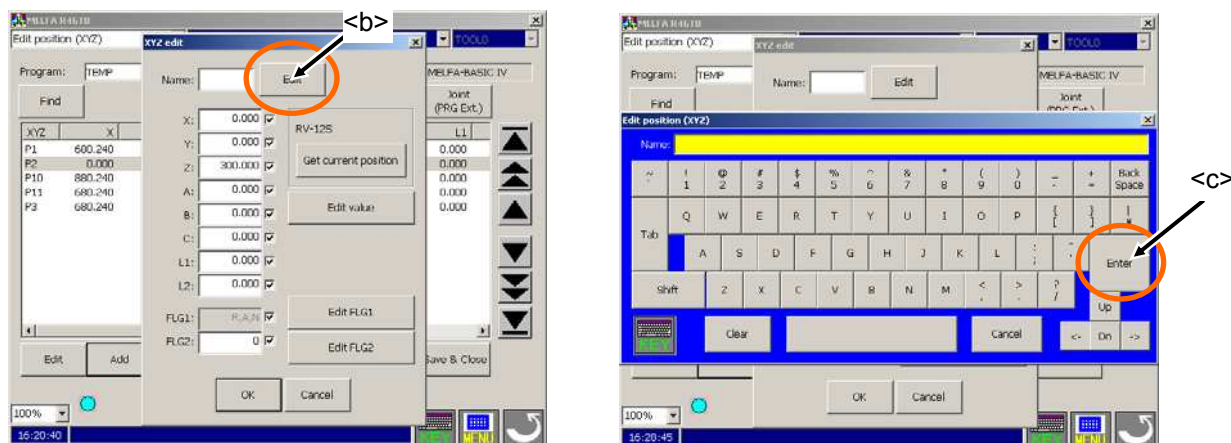 <b>
MELFA R46TB
Edit position (XYZ)
TOOL0
XYZ edit
Program: TEMP
MELFA-BASIC IV
Find
Joint
(PRG Ext.)
Name:
Edit
XYZ X L1
P1 680.240 0.000
P2 0.000 0.000
P10 880.240 0.000
P11 680.240 0.000
P3 680.240 0.000
X: 0.000
Y: 0.000
Z: 300.000
A: 0.000
B: 0.000
C: 0.000
L1: 0.000
L2: 0.000
FLG1: R,A,N
FLG2: 0
RV-12S
Get current position
Edit value
Edit FLG1
Edit FLG2
OK Cancel
Edit Add Save & Close
100%
16:20:40
KEY MENU
MELFA R46TB
Edit position (XYZ)
TOOL0
XYZ edit
Program: TEMP
Name: Edit
MELFA-BASIC IV
Find
Joint
(PRG Ext.)
Edit position (XYZ)
Name:
~ ! @ # $ % ^ & * ( ) _ + Back
` 1 2 3 4 5 6 7 8 9 0 - = Space
Tab Q W E R T Y U I O P { } |
[ ] ¥
A S D F G H J K L : ; Enter
Shift Z X C V B N M < > ?
, . /
Up
KEY Clear Cancel <- Dn ->
OK Cancel
100%
16:20:45
KEY MENU
<c>